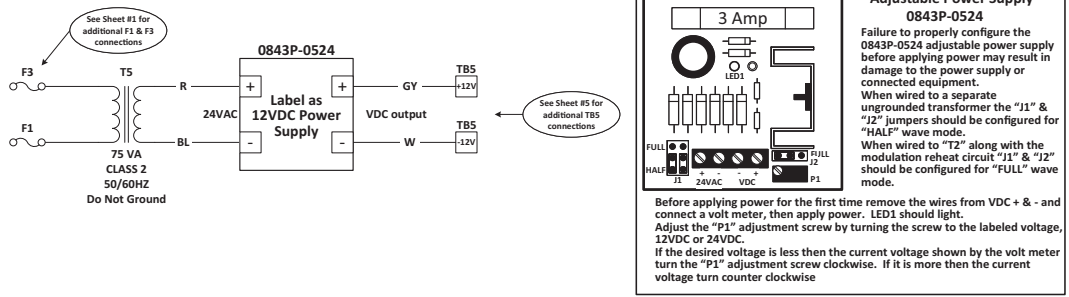 See Sheet #1 for
additional F1 & F3
connections
F3
F1
T5
75 VA
CLASS 2
50/60HZ
Do Not Ground
R
BL
24VAC
0843P-0524
+
+
Label as
12VDC Power
Supply
-
-
GY
VDC output
W
TB5
+12V
TB5
-12V
See Sheet #5 for
additional TB5
connections
3 Amp
LED1
FULL
HALF
J1
+ - - +
24VAC VDC
FULL
J2
P1
Adjustable Power Supply
0843P-0524
Failure to properly configure the
0843P-0524 adjustable power supply
before applying power may result in
damage to the power supply or
connected equipment.
When wired to a separate
ungrounded transformer the “J1” &
“J2” jumpers should be configured for
“HALF” wave mode.
When wired to “T2” along with the
modulation reheat circuit “J1” & “J2”
should be configured for “FULL” wave
mode.
Before applying power for the first time remove the wires from VDC + & - and
connect a volt meter, then apply power. LED1 should light.
Adjust the “P1” adjustment screw by turning the screw to the labeled voltage,
12VDC or 24VDC.
If the desired voltage is less then the current voltage shown by the volt meter
turn the “P1” adjustment screw clockwise. If it is more then the current
voltage turn counter clockwise